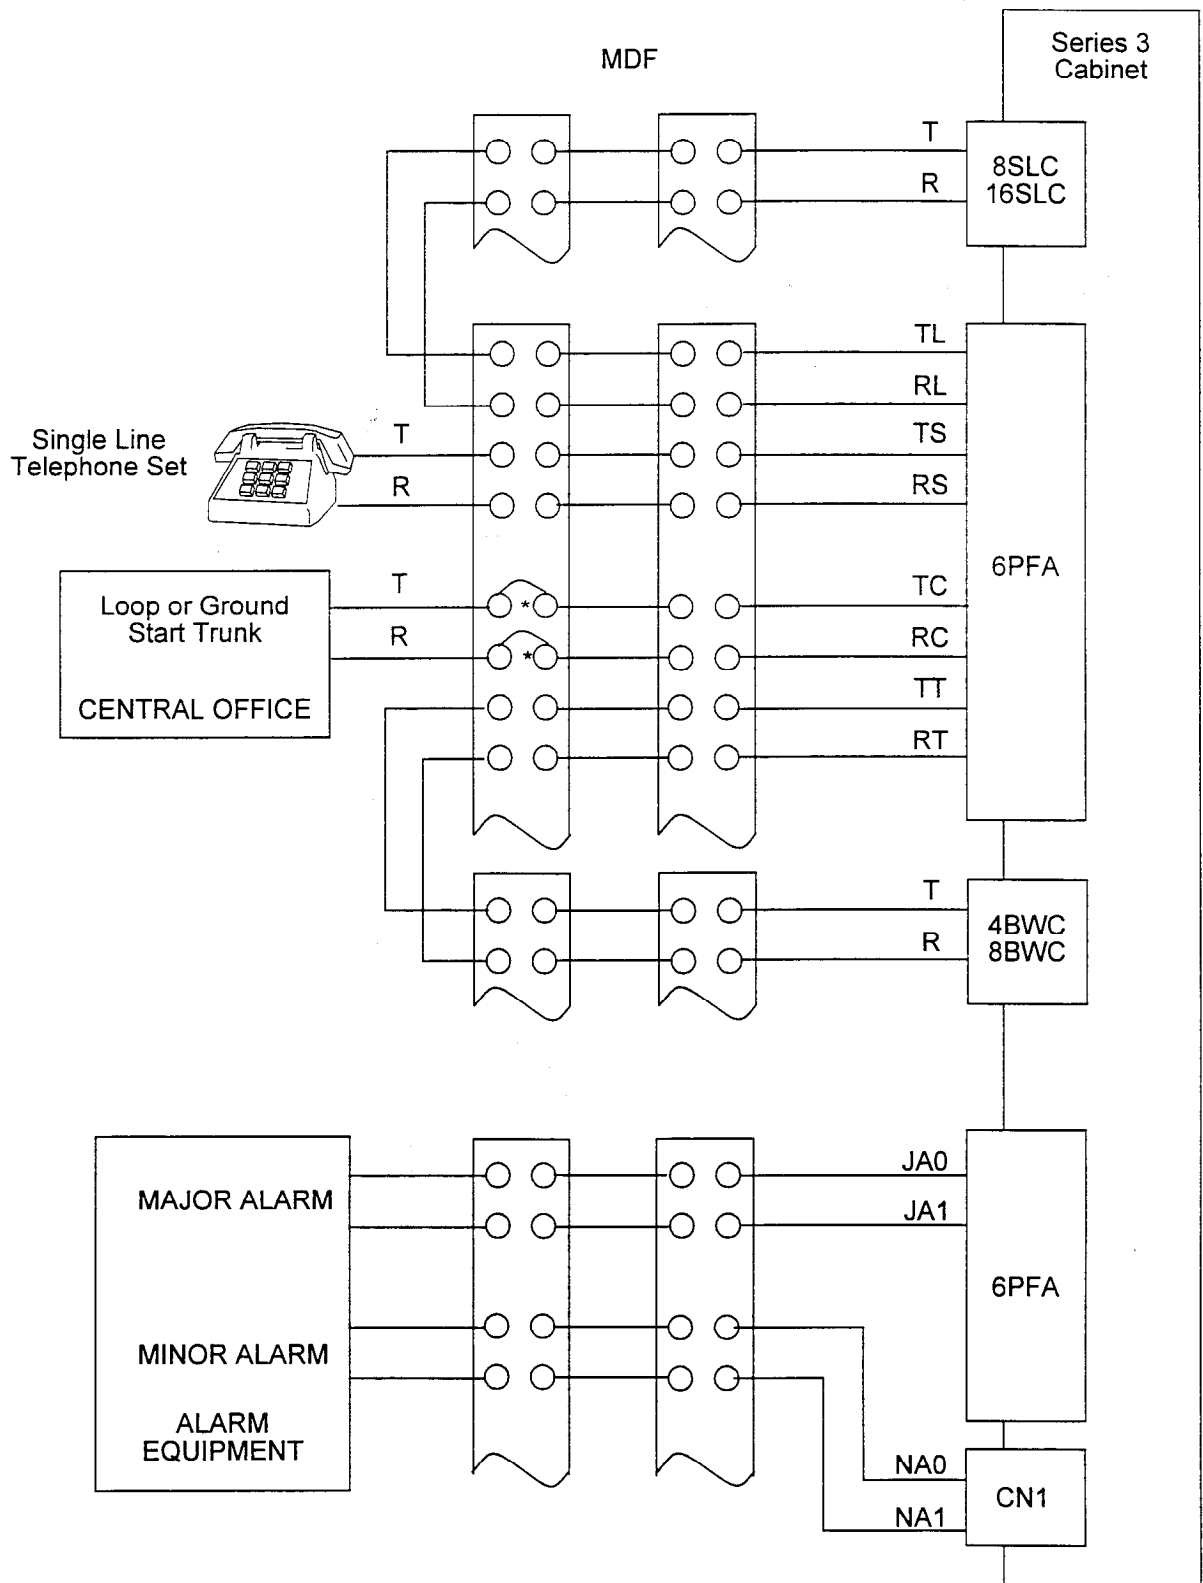 MDF
Series 3
Cabinet
T
R
8SLC
16SLC
TL
RL
TS
RS
Single Line
Telephone Set
T
R
6PFA
Loop or Ground
Start Trunk
CENTRAL OFFICE
T
R
*
*
TC
RC
TT
RT
T
R
4BWC
8BWC
MAJOR ALARM
MINOR ALARM
ALARM
EQUIPMENT
JA0
JA1
6PFA
NA0
NA1
CN1